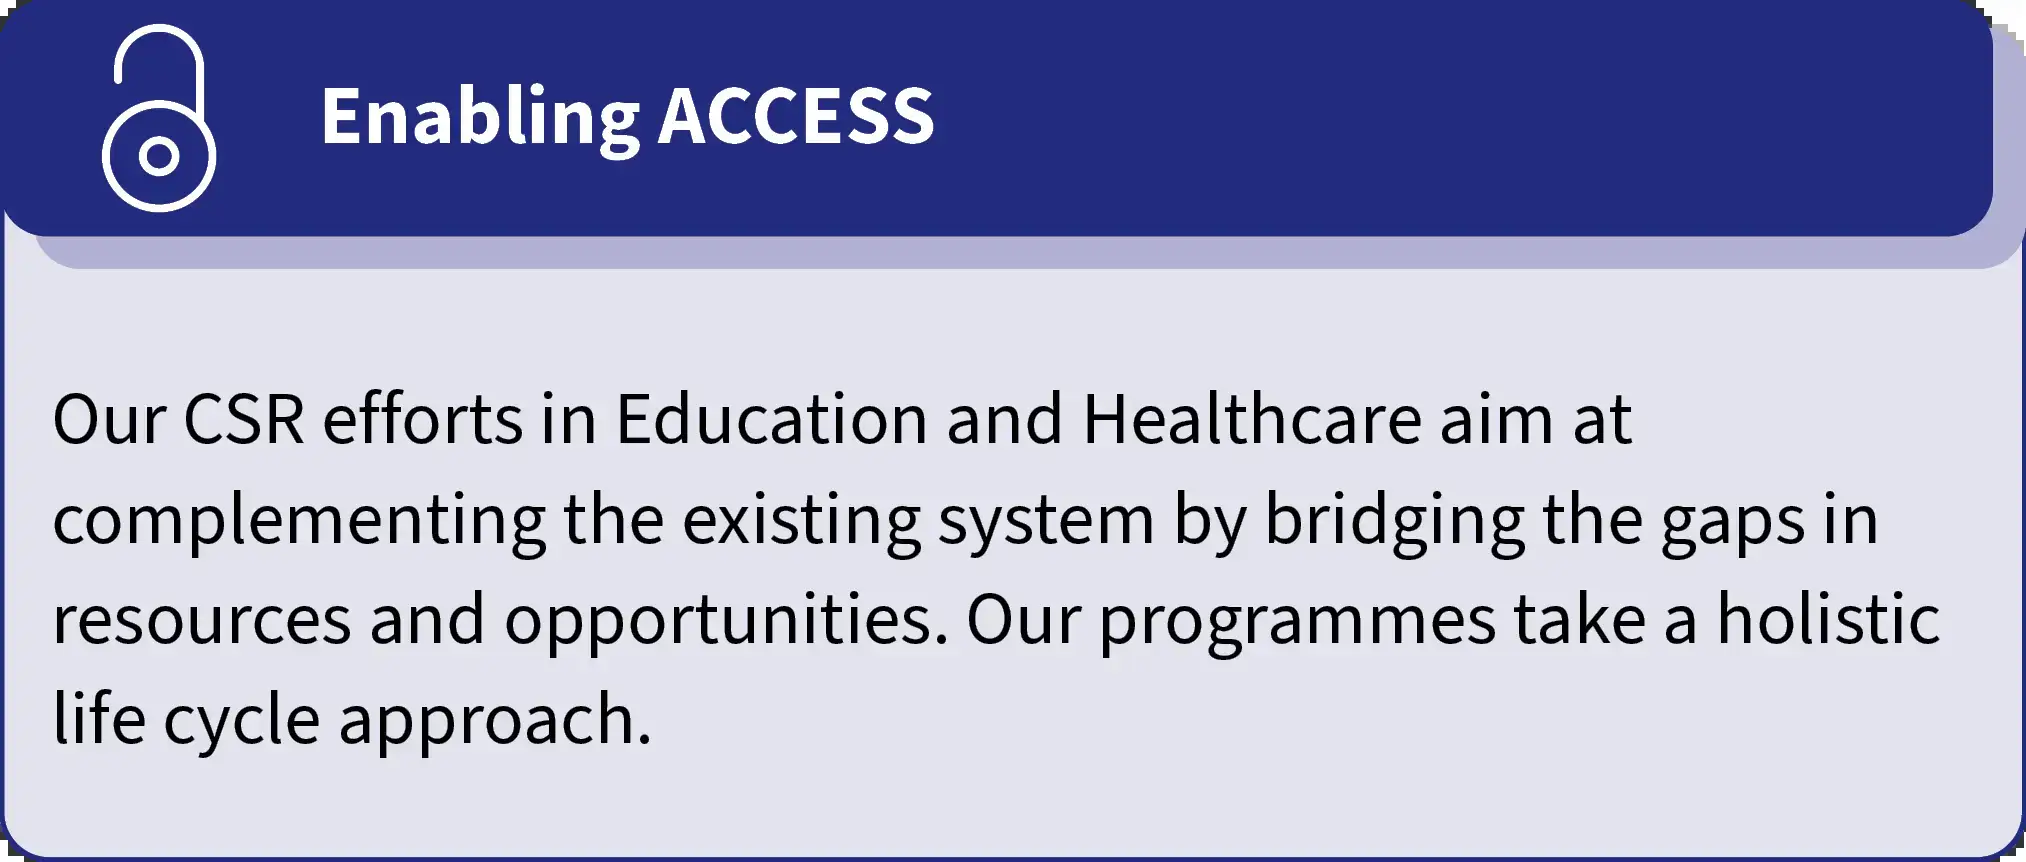 Enabling ACCESS
Our CSR efforts in Education and Healthcare aim at
complementing the existing system by bridging the gaps in
resources and opportunities. Our programmes take a holistic
life cycle approach.